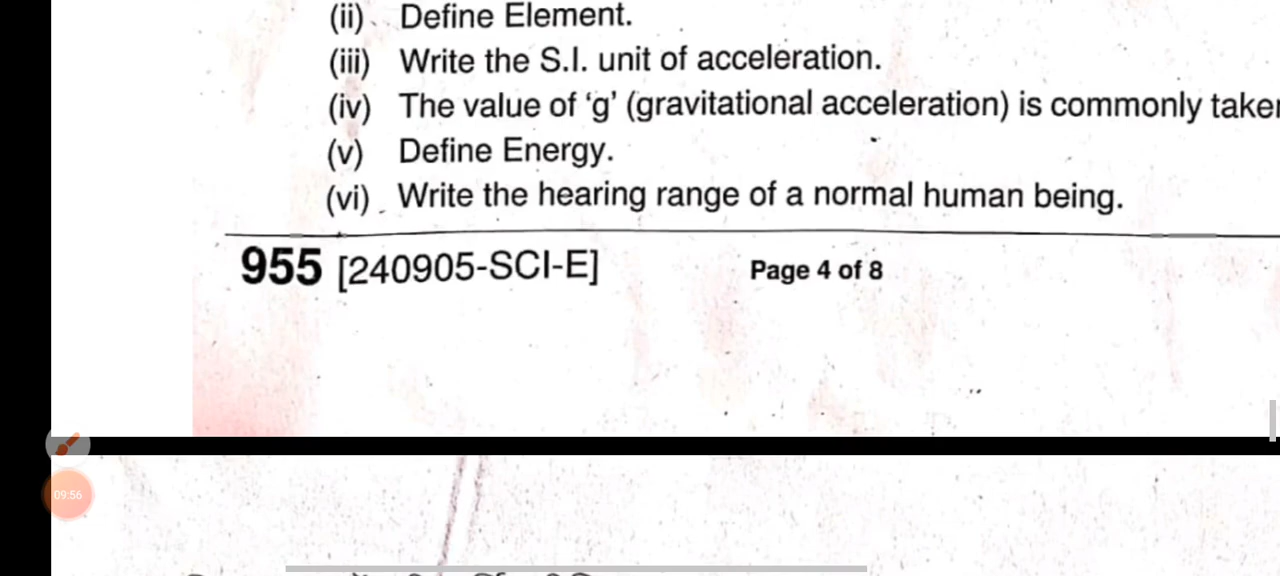 (ii) Define Element.
(iii) Write the S.I. unit of acceleration.
(iv) The value of ‘g’ (gravitational acceleration) is commonly
(v) Define Energy.
(vi) Write the hearing range of a normal human being.
955 [240905-SCI-E] Page 4 of 8
09:56